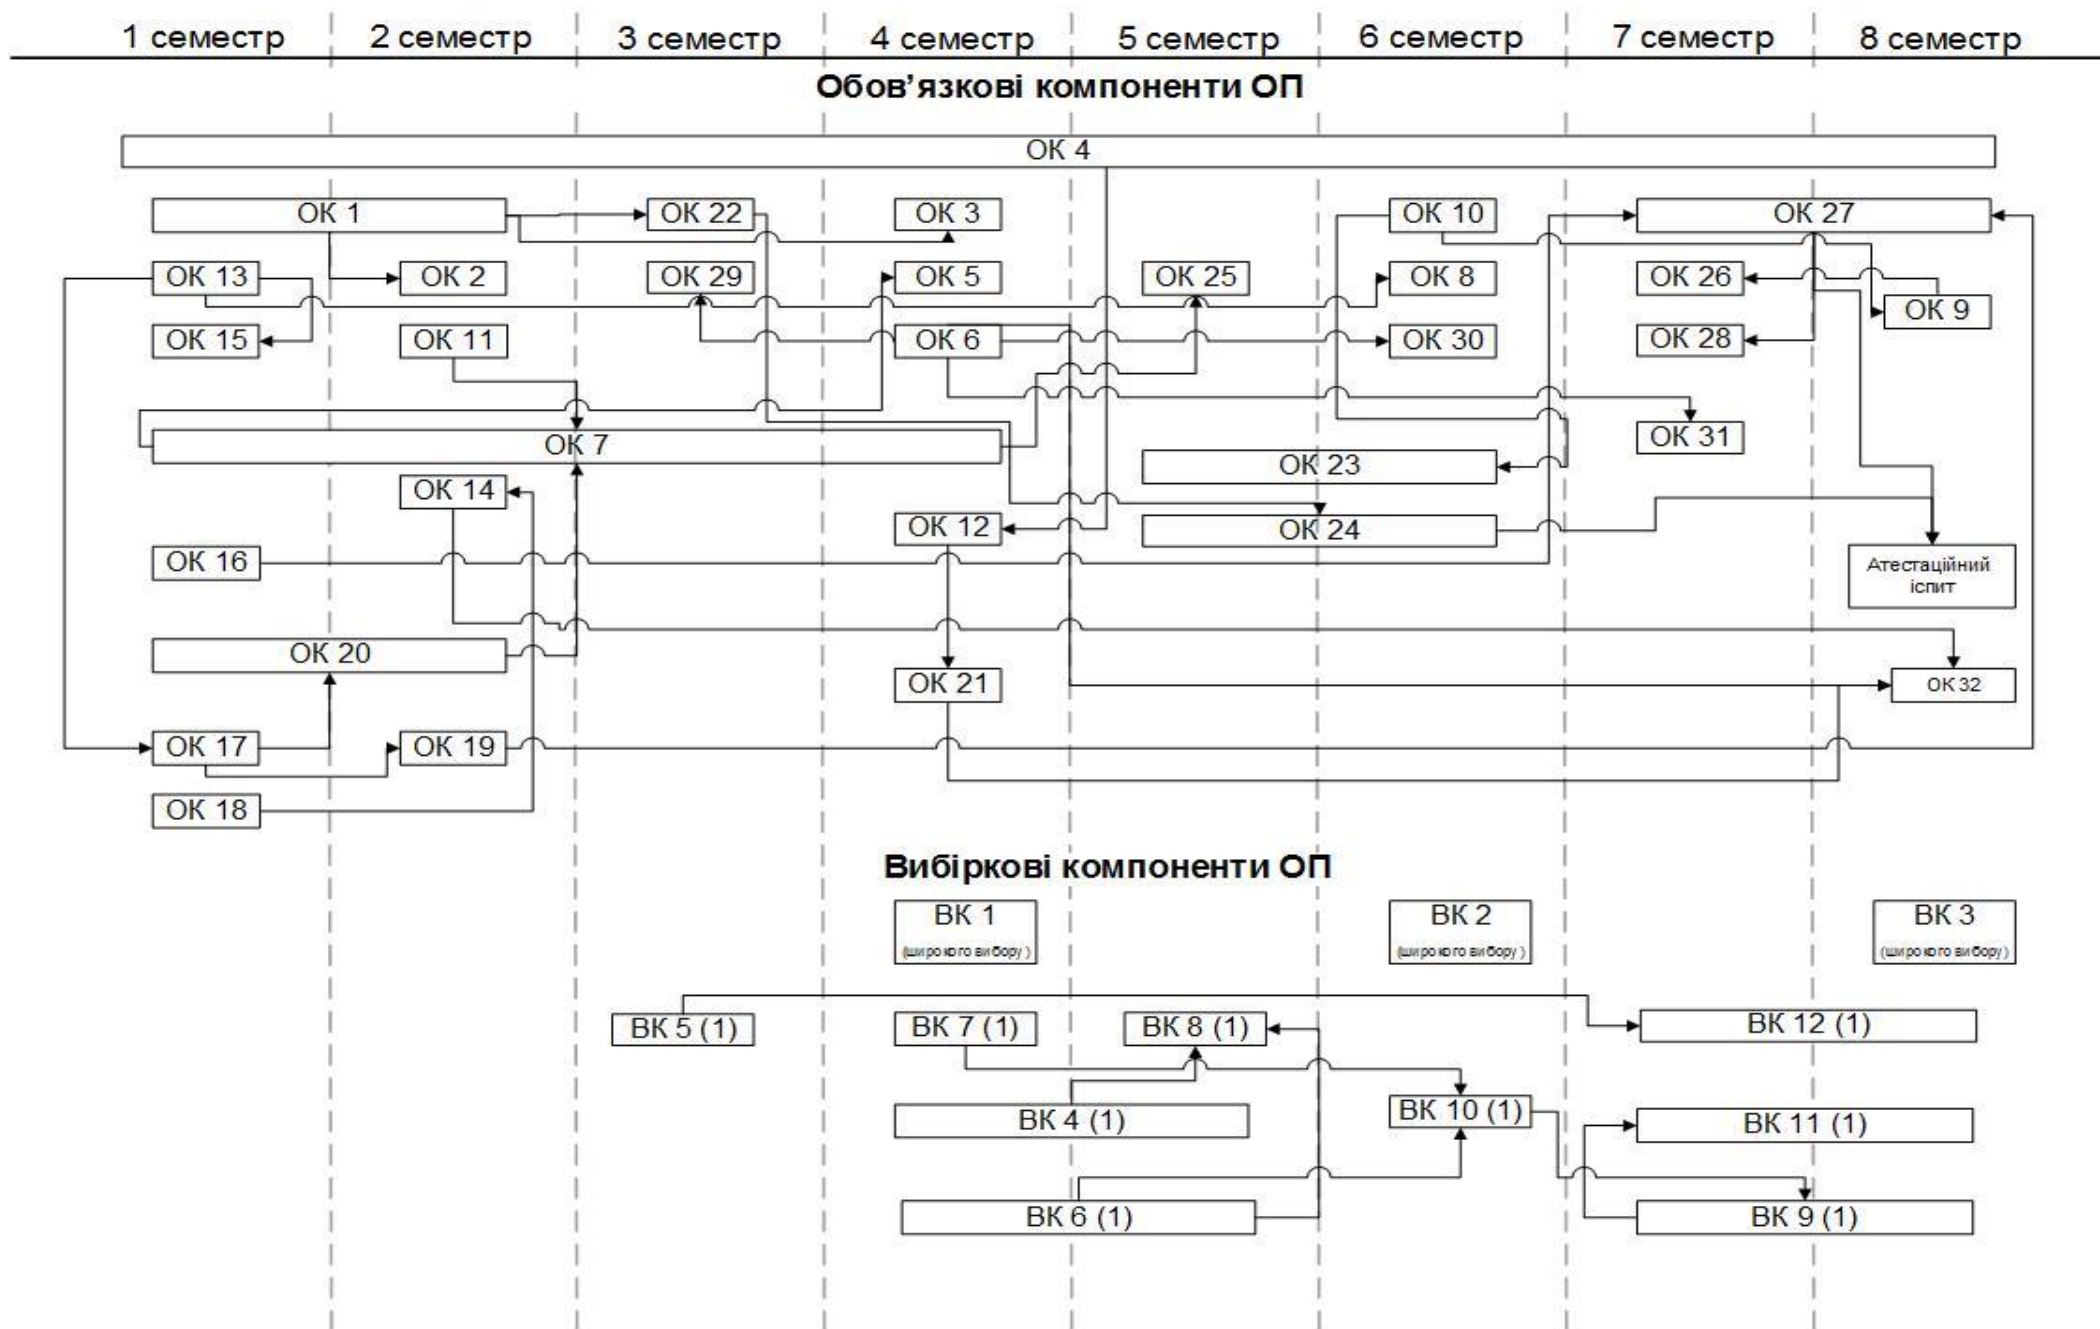 1 семестр 2 семестр 3 семестр 4 семестр 5 семестр 6 семестр 7 семестр 8 семестр
Обов’язкові компоненти ОП
ОК 4
ОК 1 ОК 22 ОК 3 ОК 10 ОК 27
ОК 13 ОК 2 ОК 29 ОК 5 ОК 25 ОК 8 ОК 26
ОК 9
ОК 15 ОК 11 ОК 6 ОК 30 ОК 28
ОК 7 ОК 31
ОК 23
ОК 14
ОК 12 ОК 24
ОК 16
Атестаційний
іспит
ОК 20
ОК 21 ОК 32
ОК 17 ОК 19
ОК 18
Вибіркові компоненти ОП
ВК 1 ВК 2 ВК 3
(широкого вибору) (широкого вибору) (широкого вибору)
ВК 5 (1) ВК 7 (1) ВК 8 (1) ВК 12 (1)
ВК 4 (1) ВК 10 (1) ВК 11 (1)
ВК 6 (1) ВК 9 (1)